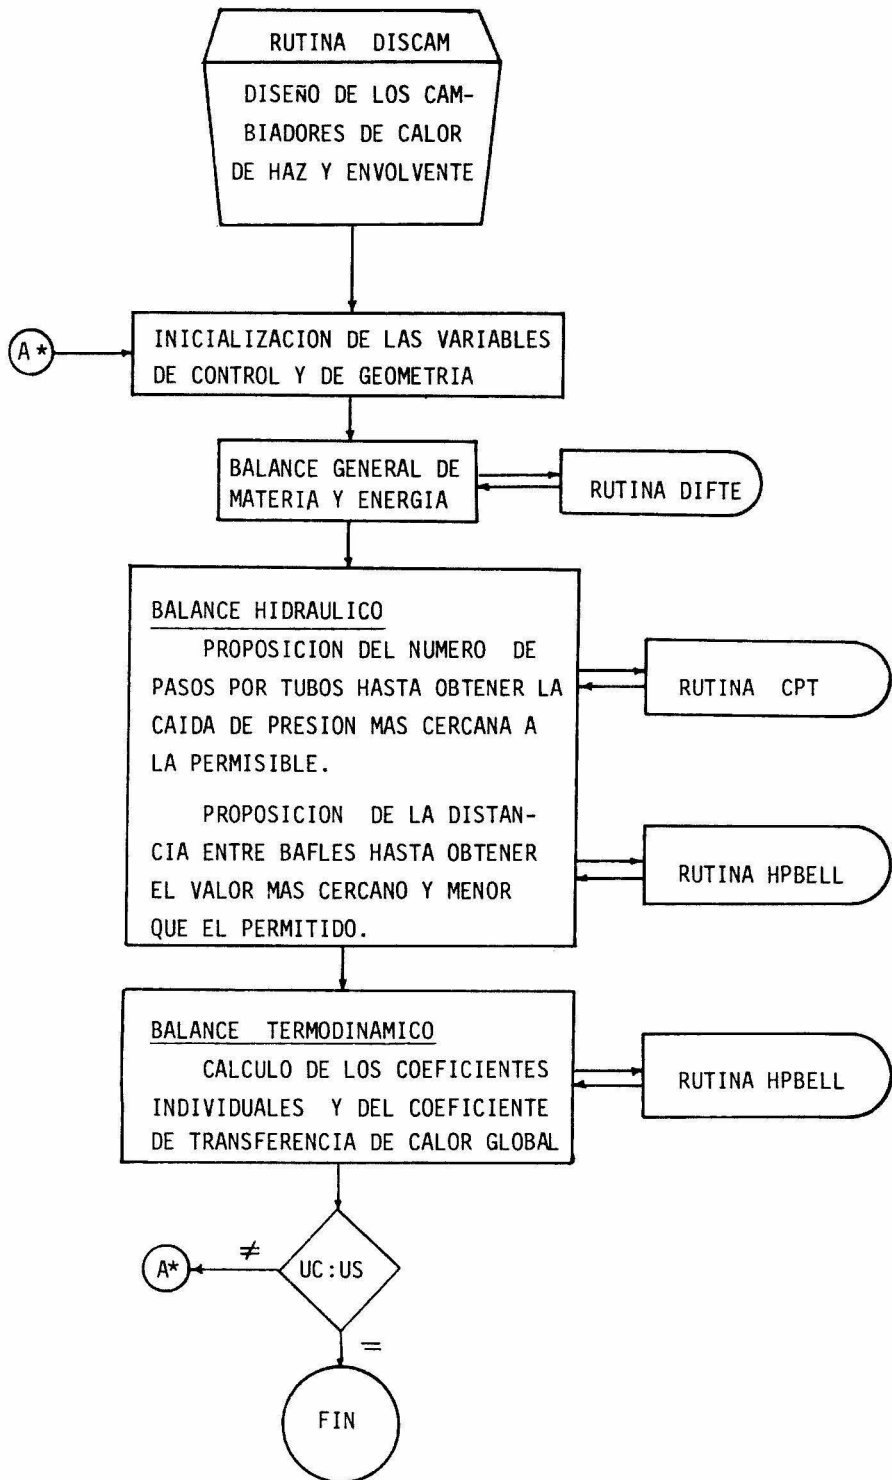 RUTINA DISCAM
DISEÑO DE LOS CAM-
BIADORES DE CALOR
DE HAZ Y ENVOLVENTE
A*
INICIALIZACION DE LAS VARIABLES
DE CONTROL Y DE GEOMETRIA
BALANCE GENERAL DE
MATERIA Y ENERGIA
RUTINA DIFTE
BALANCE HIDRAULICO
PROPOSICION DEL NUMERO DE
PASOS POR TUBOS HASTA OBTENER LA
CAIDA DE PRESION MAS CERCANA A
LA PERMISIBLE.
RUTINA CPT
PROPOSICION DE LA DISTAN-
CIA ENTRE BAFLES HASTA OBTENER
EL VALOR MAS CERCANO Y MENOR
QUE EL PERMITIDO.
RUTINA HPBELL
BALANCE TERMODINAMICO
CALCULO DE LOS COEFICIENTES
INDIVIDUALES Y DEL COEFICIENTE
DE TRANSFERENCIA DE CALOR GLOBAL
RUTINA HPBELL
A*
≠
UC:US
=
FIN